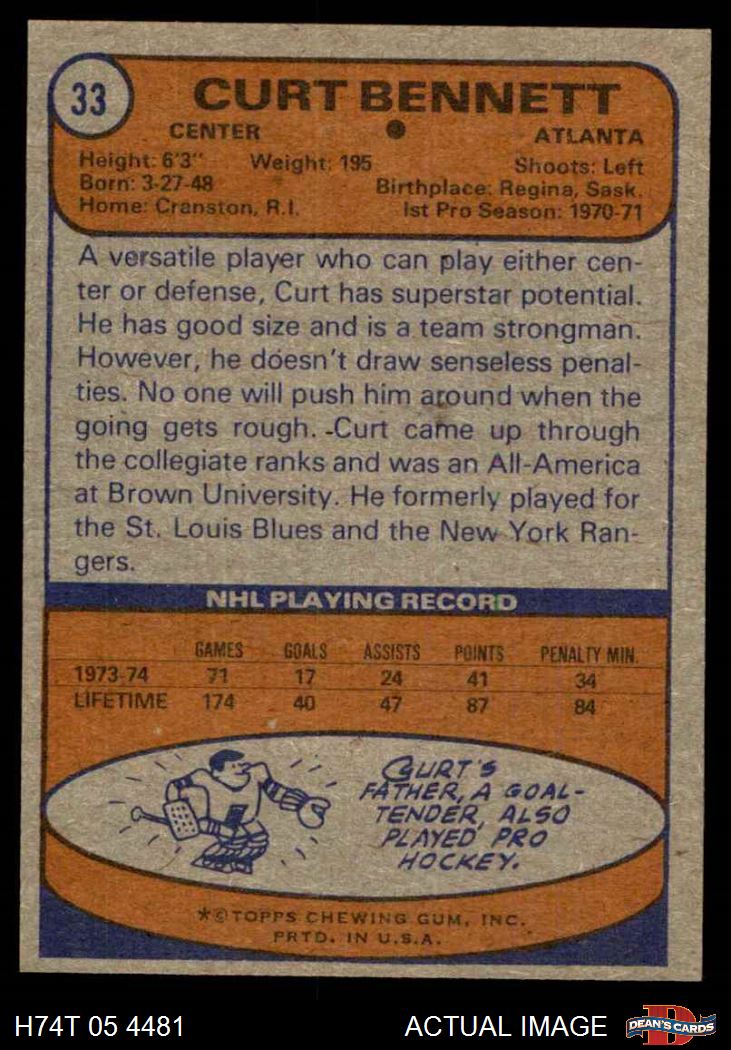 33
CURT BENNETT
CENTER ● ATLANTA
Height: 6'3" Weight: 195 Shoots: Left
Born: 3-27-48 Birthplace: Regina, Sask.
Home: Cranston, R.I. 1st Pro Season: 1970-71
A versatile player who can play either cen-
ter or defense, Curt has superstar potential.
He has good size and is a team strongman.
However, he doesn't draw senseless penal-
ties. No one will push him around when the
going gets rough. Curt came up through
the collegiate ranks and was an All-America
at Brown University. He formerly played for
the St. Louis Blues and the New York Ran-
gers.
NHL PLAYING RECORD
GAMES GOALS ASSISTS POINTS PENALTY MIN.
1973-74 71 17 24 41 34
LIFETIME 174 40 47 87 84
CURT'S
FATHER, A GOAL-
TENDER, ALSO
PLAYED PRO
HOCKEY.
*©TOPPS CHEWING GUM, INC.
PRTD. IN U.S.A.
H74T 05 4481 ACTUAL IMAGE DEAN'S CARDS